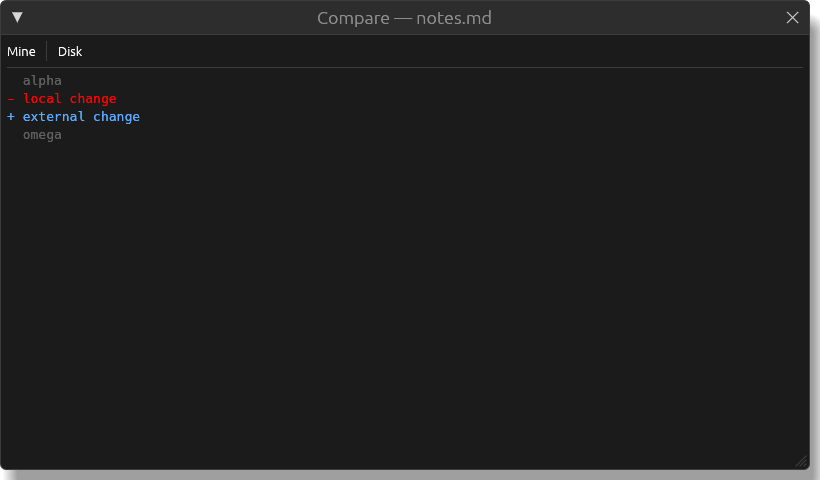 ▼ Compare — notes.md ×
Mine | Disk
  alpha
- local change
+ external change
  omega